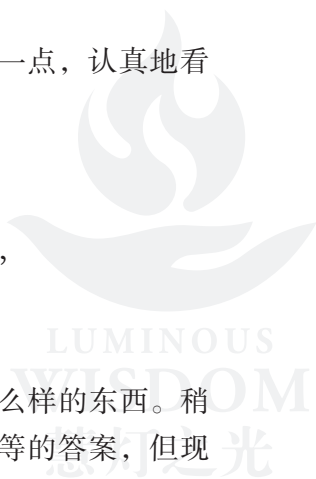 一点，认真地看
，
LUMINOUS
WISDOM
么样的东西。稍
等的答案，但现
慧灯之光